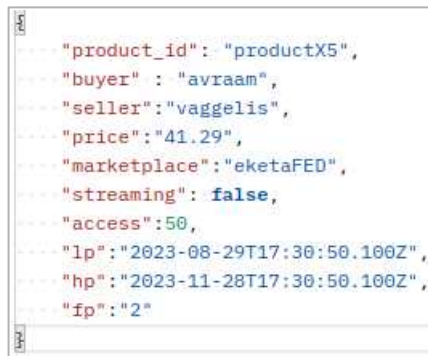 {
"product_id": "productX5",
"buyer" : "avraam",
"seller":"vaggelis",
"price":"41.29",
"marketplace":"eketaFED",
"streaming": false,
"access":50,
"lp":"2023-08-29T17:30:50.100Z",
"hp":"2023-11-28T17:30:50.100Z",
"fp":"2"
}